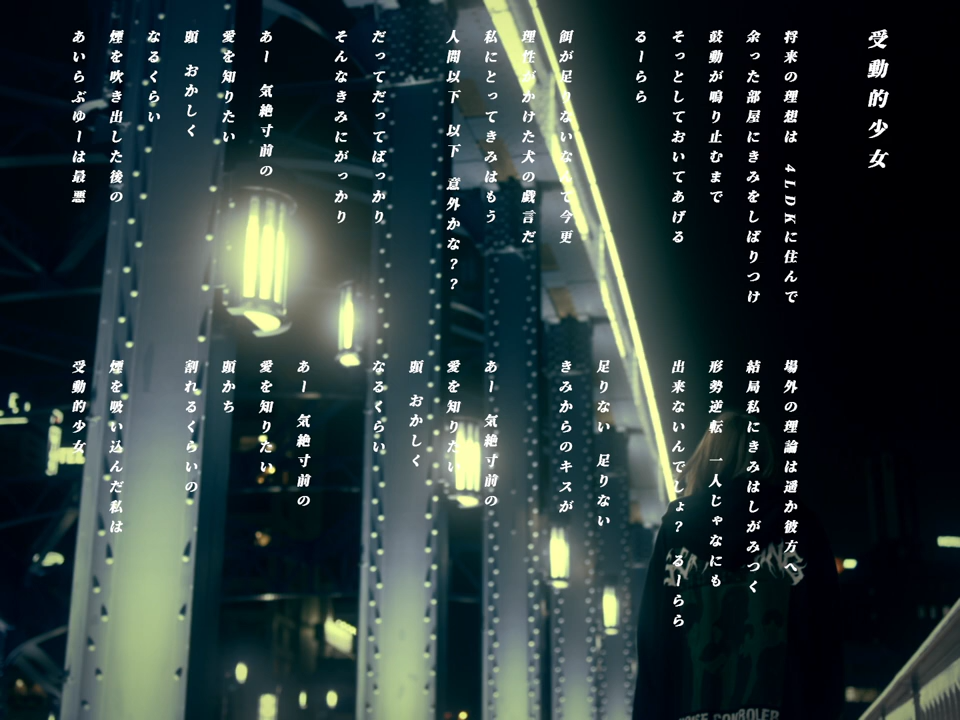 受動的少女
将来の理想は　4LDKに住んで
余った部屋にきみをしばりつけ
鼓動が鳴り止むまで
そっとしておいてあげる
るーらら
餌が足りないなんて今更
理性がかけた犬の戯言だ
私にとってきみはもう
人間以下　以下　意外かな？？
だってだってばっかり
そんなきみにがっかり
あー　気絶寸前の
愛を知りたい
頭　おかしく
なるくらい
煙を吹き出した後の
あいらぶゆーは最悪
場外の理論は遥か彼方へ
結局私にきみはしがみつく
形勢逆転　一人じゃなにも
出来ないんでしょ？　るーらら
足りない　足りない
きみからのキスが
あー　気絶寸前の
愛を知りたい
頭　おかしく
なるくらい
あー　気絶寸前の
愛を知りたい
頭かち
割れるくらいの
煙を吸い込んだ私は
受動的少女